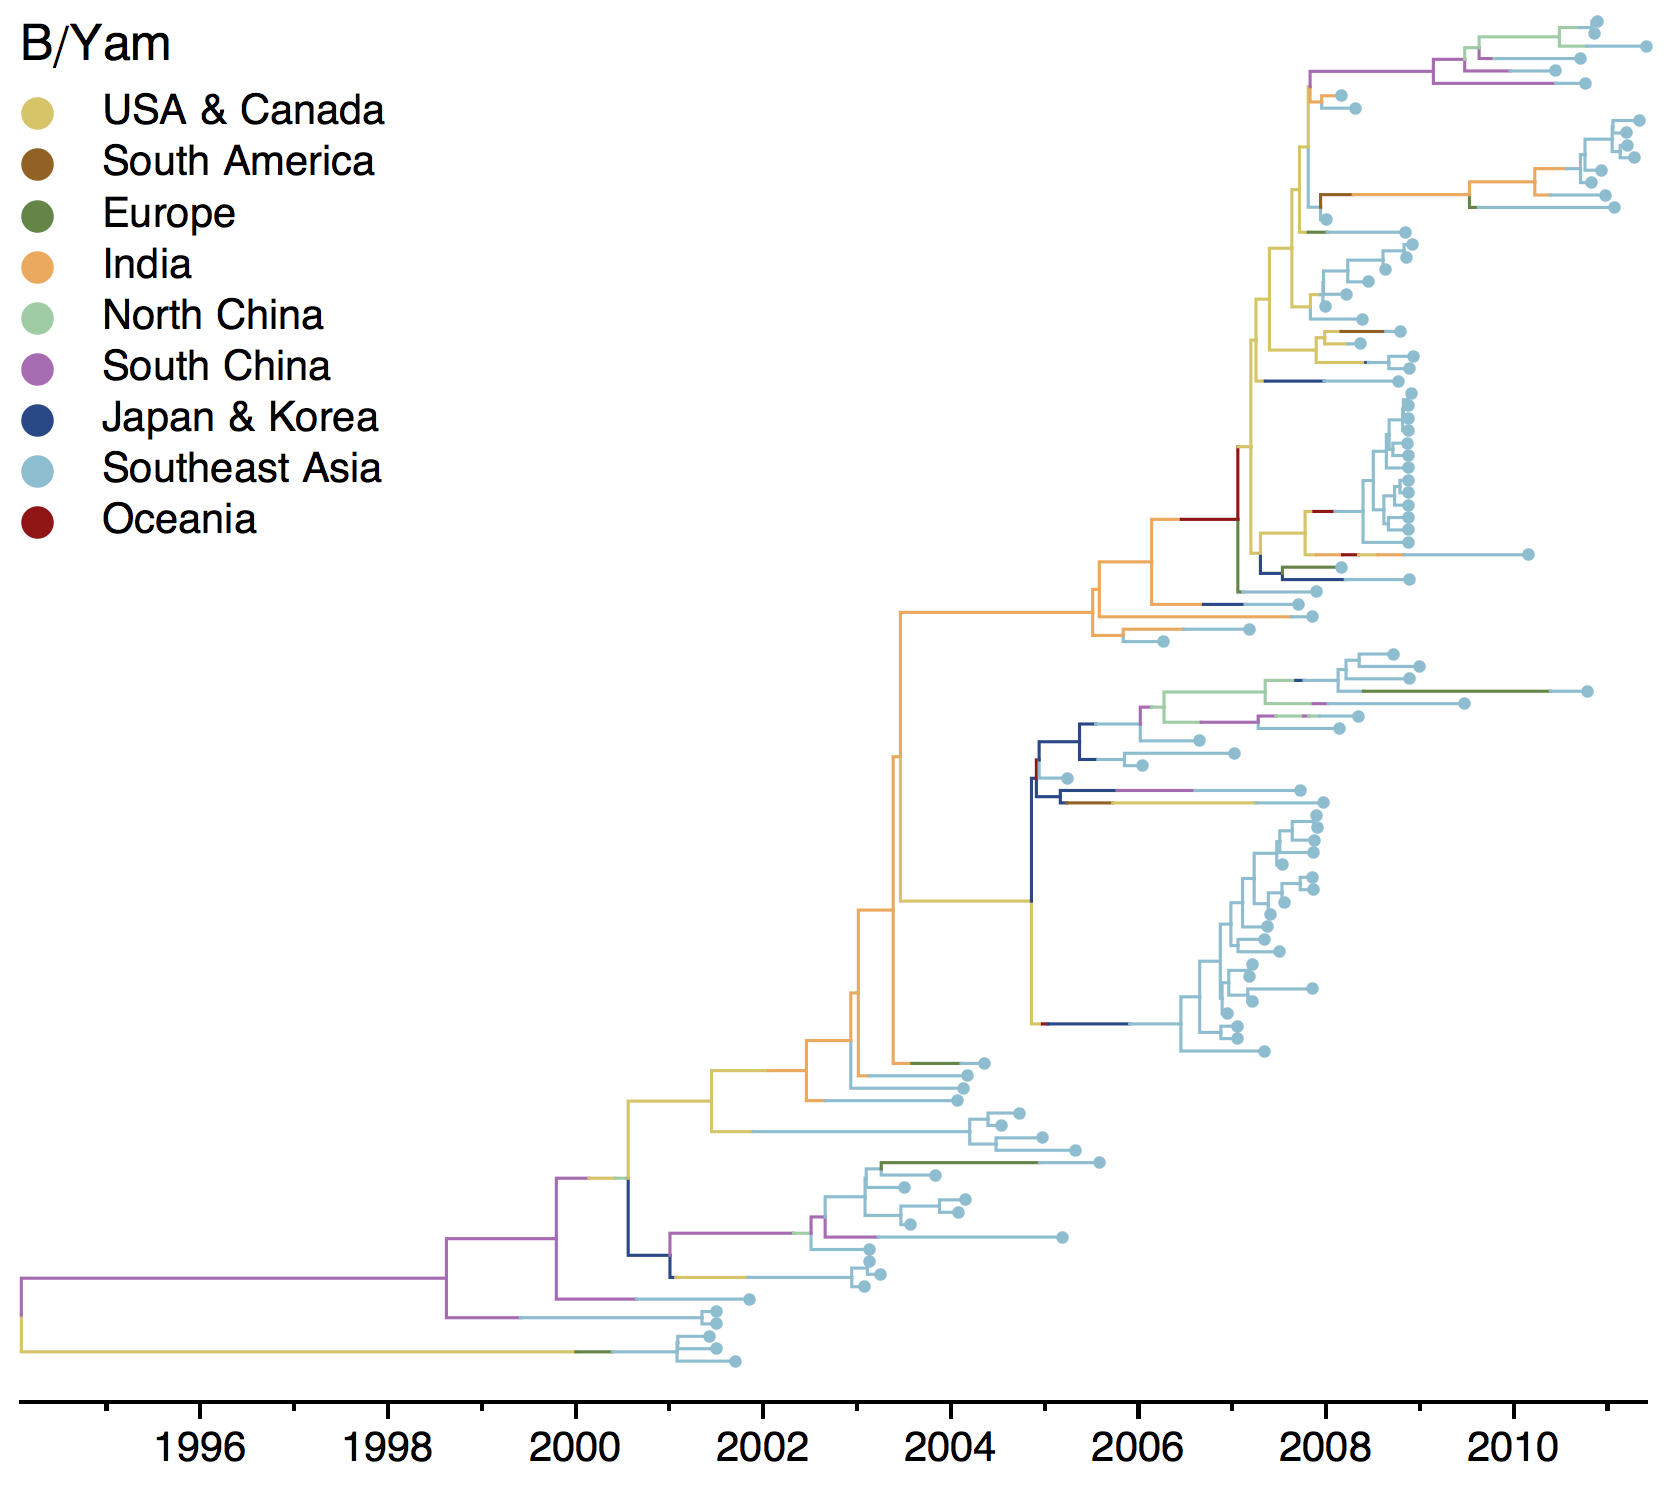 B/Yam
USA & Canada
South America
Europe
India
North China
South China
Japan & Korea
Southeast Asia
Oceania
1996 1998 2000 2002 2004 2006 2008 2010